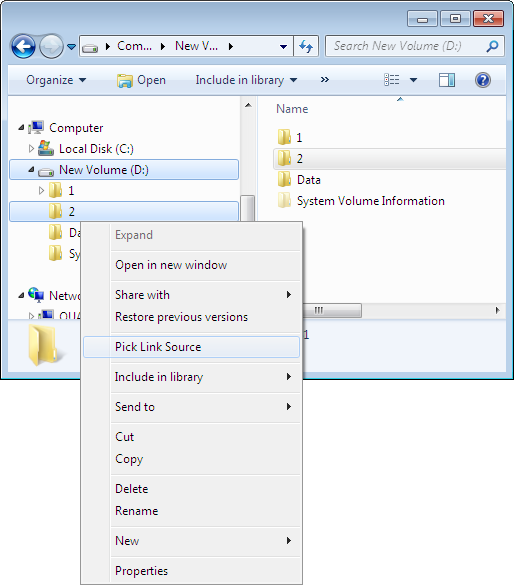 Com...
New V...
Search New Volume (D:)
Organize
Open
Include in library
»
Computer
Local Disk (C:)
New Volume (D:)
1
2
Da
Sy
Netwo
QUA
Name
1
2
Data
System Volume Information
1
Expand
Open in new window
Share with
Restore previous versions
Pick Link Source
Include in library
Send to
Cut
Copy
Delete
Rename
New
Properties